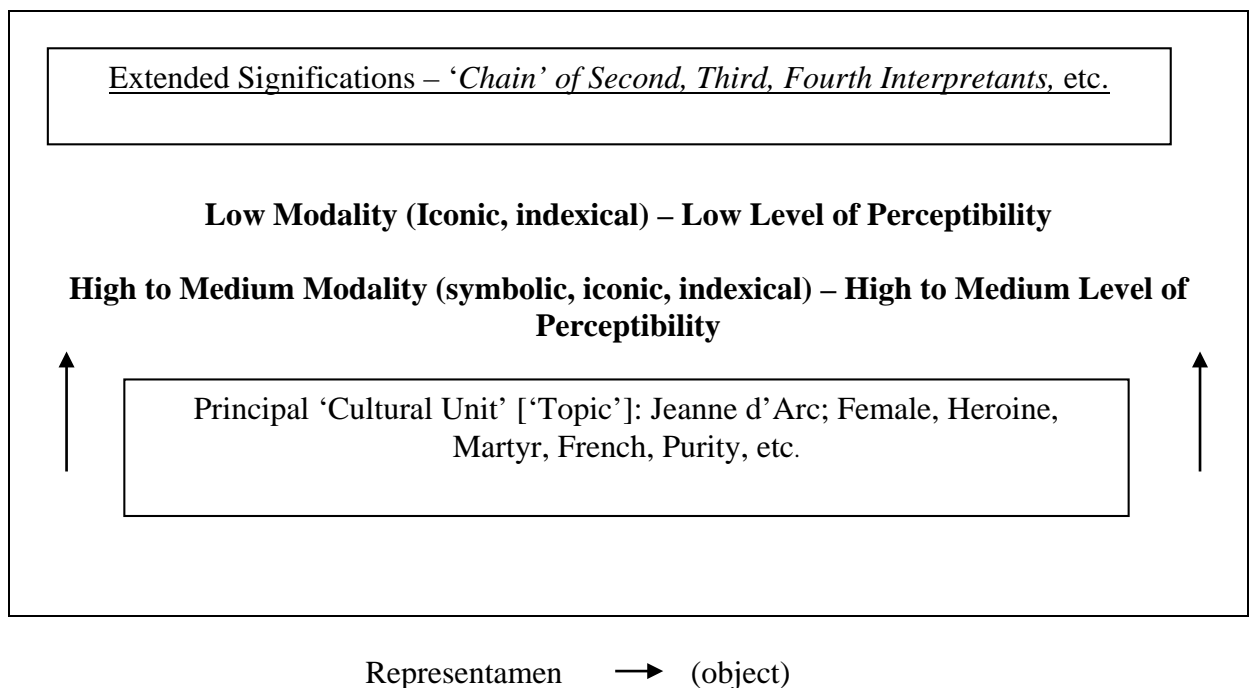 Extended Significations – ‘Chain’ of Second, Third, Fourth Interpretants, etc.
Low Modality (Iconic, indexical) – Low Level of Perceptibility
High to Medium Modality (symbolic, iconic, indexical) – High to Medium Level of
Perceptibility
Principal ‘Cultural Unit’ [‘Topic’]: Jeanne d’Arc; Female, Heroine,
Martyr, French, Purity, etc.
Representamen → (object)